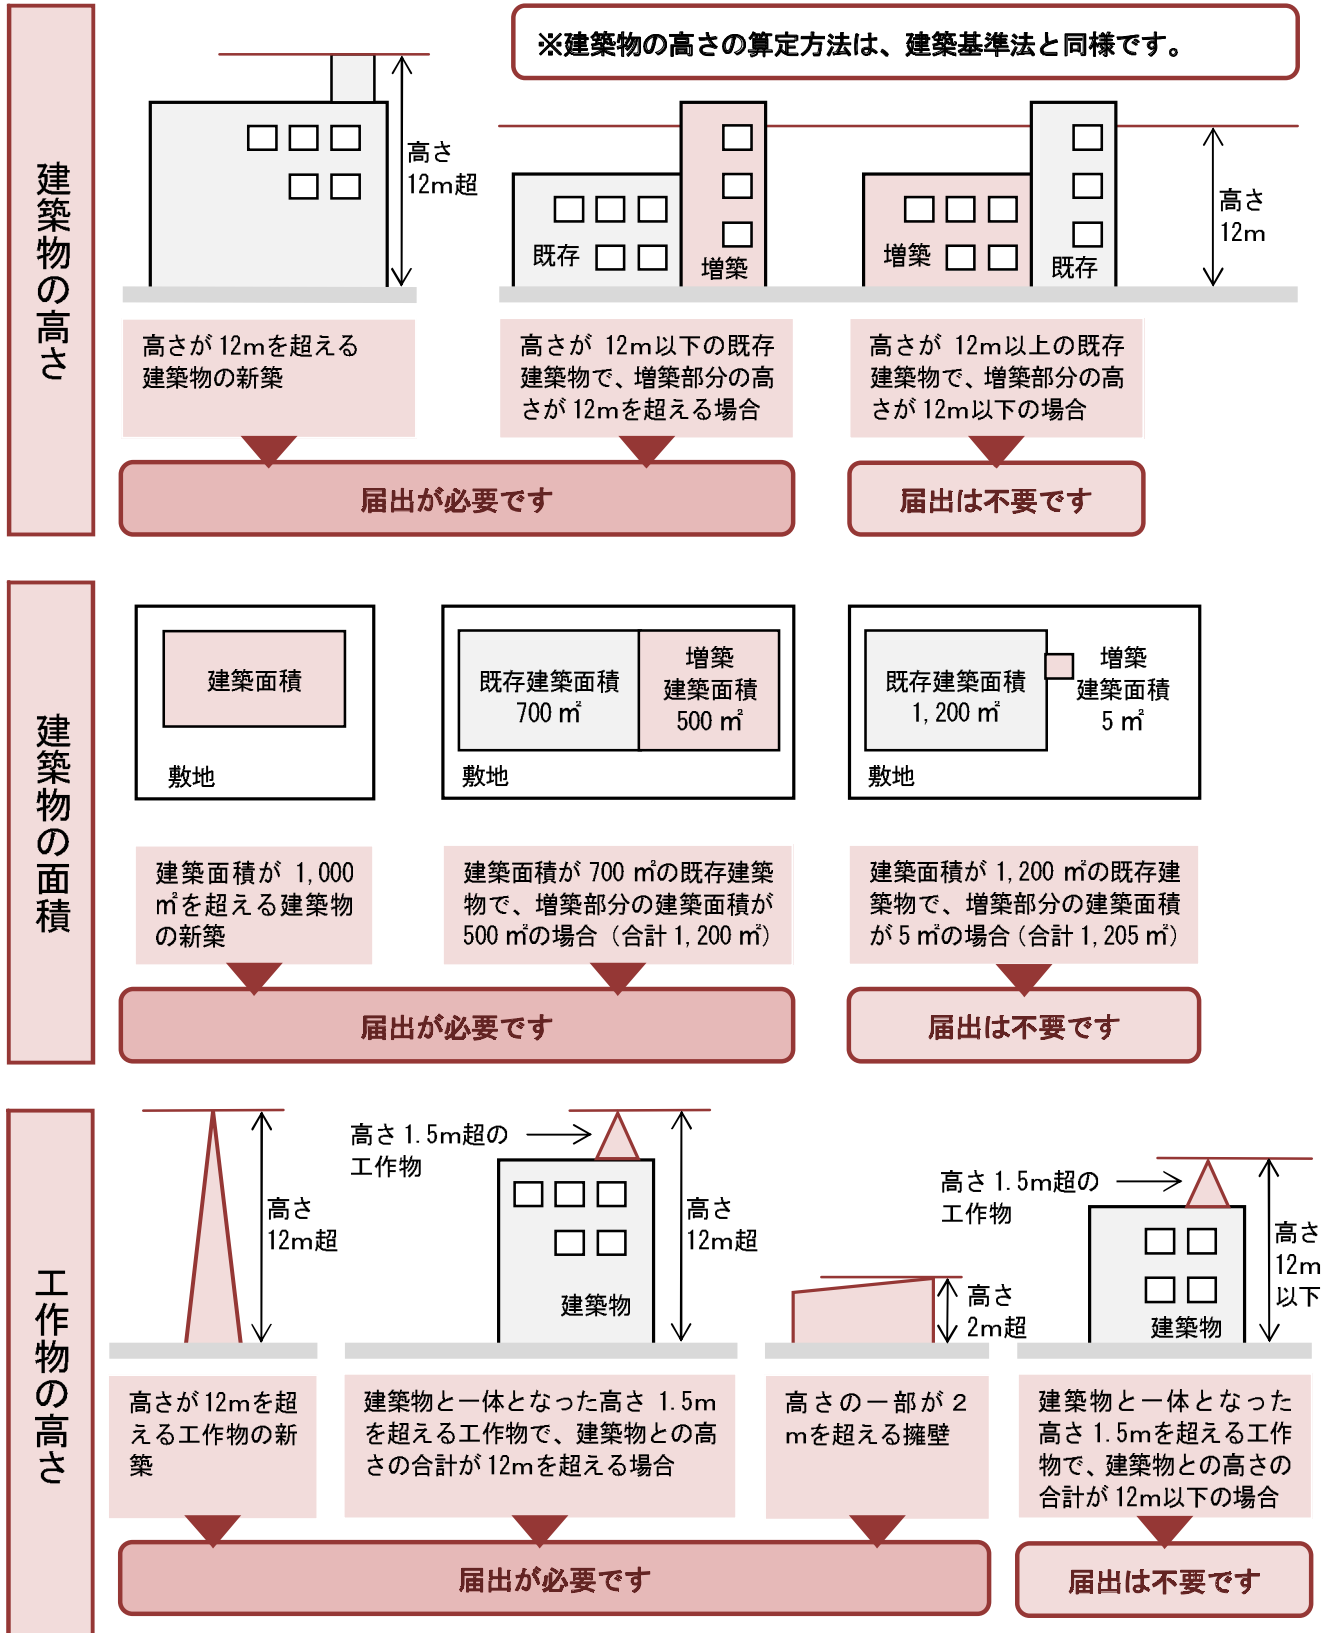 建築物の高さ
※建築物の高さの算定方法は、建築基準法と同様です。
高さ
12m超
既存
増築
増築
既存
高さ
12m
高さが12mを超える
建築物の新築
高さが 12m以下の既存
建築物で、増築部分の高
さが12mを超える場合
高さが 12m以上の既存
建築物で、増築部分の高
さが12m以下の場合
届出が必要です
届出は不要です
建築物の面積
建築面積
敷地
既存建築面積
700 ㎡
増築
建築面積
500 ㎡
敷地
既存建築面積
1,200 ㎡
増築
建築面積
5 ㎡
敷地
建築面積が 1,000
㎡を超える建築物
の新築
建築面積が 700 ㎡の既存建築
物で、増築部分の建築面積が
500 ㎡の場合（合計1,200 ㎡）
建築面積が 1,200 ㎡の既存建
築物で、増築部分の建築面積
が 5 ㎡の場合（合計 1,205 ㎡）
届出が必要です
届出は不要です
工作物の高さ
高さ
12m超
高さ 1.5m超の
工作物
高さ
12m超
建築物
高さ
2m超
高さ 1.5m超の
工作物
高さ
12m
以下
建築物
高さが12mを超
える工作物の新
築
建築物と一体となった高さ 1.5m
を超える工作物で、建築物との高
さの合計が12mを超える場合
高さの一部が２
ｍを超える擁壁
建築物と一体となった
高さ 1.5mを超える工作
物で、建築物との高さの
合計が12m以下の場合
届出が必要です
届出は不要です